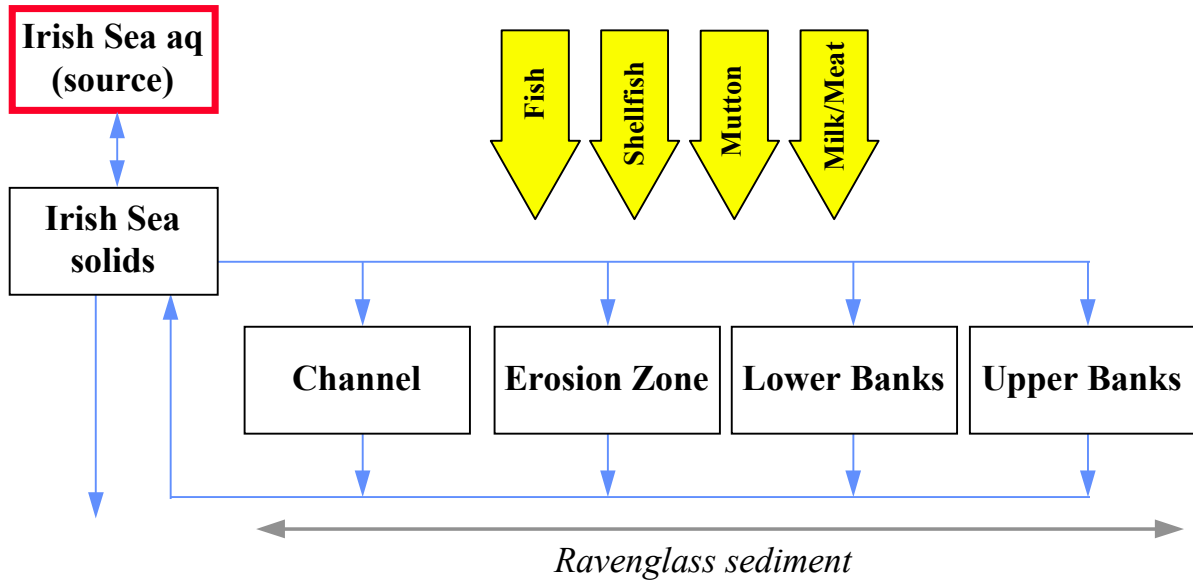 Irish Sea aq
(source)
Fish
Shellfish
Mutton
Milk/Meat
Irish Sea
solids
Channel
Erosion Zone
Lower Banks
Upper Banks
Ravenglass sediment